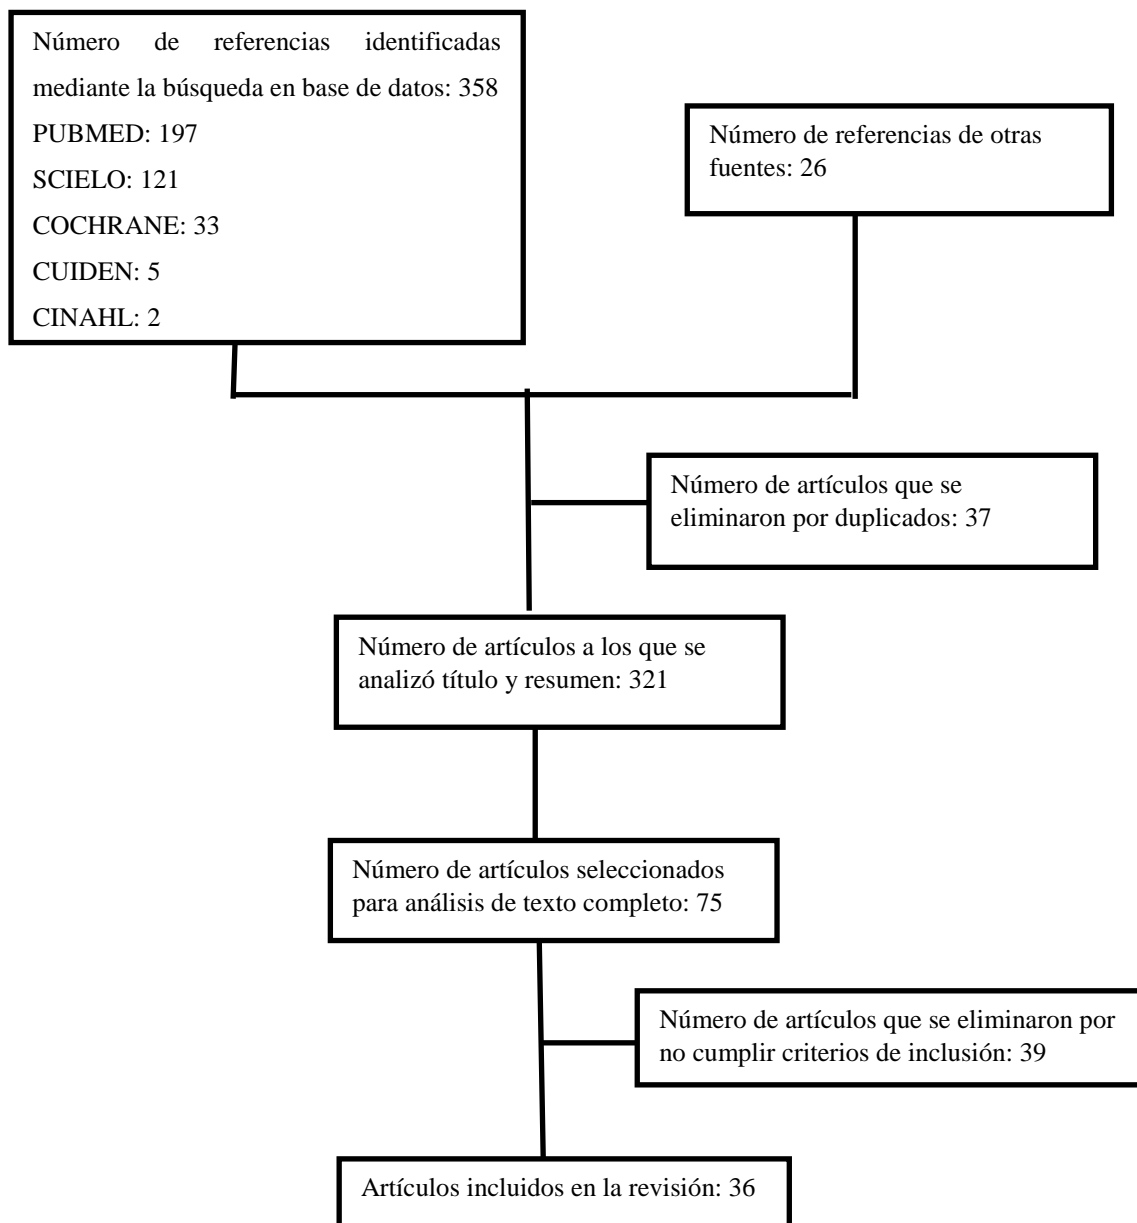 Número de referencias identificadas
mediante la búsqueda en base de datos: 358
PUBMED: 197
SCIELO: 121
COCHRANE: 33
CUIDEN: 5
CINAHL: 2
Número de referencias de otras
fuentes: 26
Número de artículos que se
eliminaron por duplicados: 37
Número de artículos a los que se
analizó título y resumen: 321
Número de artículos seleccionados
para análisis de texto completo: 75
Número de artículos que se eliminaron por
no cumplir criterios de inclusión: 39
Artículos incluidos en la revisión: 36